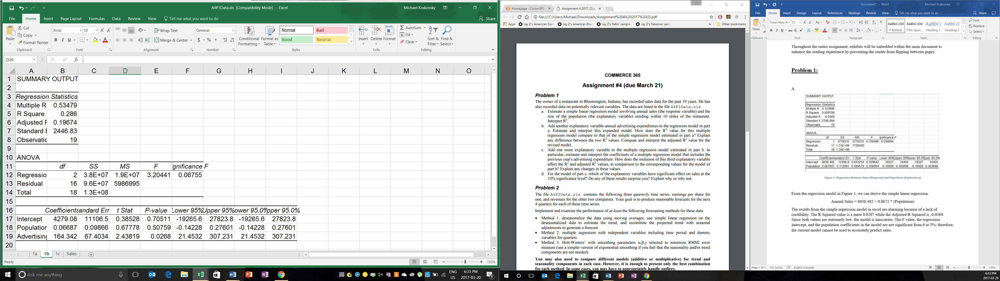 A4P1Data.xls [Compatibility Mode] - Excel
Michael Krakovsky
File Home Insert Page Layout Formulas Data Review View Tell me what you want to do Share
Paste Cut Copy Format Painter Clipboard
Arial 10 B I U Font
Wrap Text Merge & Center Alignment
General $ % , Number
Conditional Formatting Format as Table Normal Bad Good Neutral Styles
Insert Delete Format Cells
AutoSum Fill Clear Sort & Filter Find & Select Editing
D26 fx
A B C D E F G H I J K L M N O
1 SUMMARY OUTPUT
2
3 Regression Statistics
4 Multiple R 0.53479
5 R Square 0.286
6 Adjusted F 0.19674
7 Standard E 2446.83
8 Observatic 19
9
10 ANOVA
11 df SS MS F gnificance F
12 Regressio 2 3.8E+07 1.9E+07 3.20441 0.06755
13 Residual 16 9.6E+07 5986995
14 Total 18 1.3E+08
15
16 Coefficients andard Err t Stat P-value Lower 95% Upper 95% ower 95.0% pper 95.0%
17 Intercept 4279.08 11106.5 0.38528 0.70511 -19265.6 27823.8 -19265.6 27823.8
18 Population 0.06687 0.09866 0.67778 0.50759 -0.14228 0.27601 -0.14228 0.27601
19 Advertising 164.342 67.4034 2.43819 0.0268 21.4532 307.231 21.4532 307.231
20
1a 1b 1c Sales
Ready 150%
Ask me anything
ENG US 6:33 PM 2017-03-20
Mike
Homepage - Comm365 Assignment 4 2017 (2).p
file:///C:/Users/Michael/Downloads/Assignment%204%202017%20(2).pdf
Apps Jay Z's American Gan Jay Z's American Drea Jay Z's Fallin' sample Jay Z's Takeover samp » Other bookmarks
COMMERCE 365
Assignment #4 (due March 21)
Problem 1
The owner of a restaurant in Bloomington, Indiana, has recorded sales data for the past 19 years. He has
also recorded data on potentially relevant variables. The data are listed in the file A4P1Data.xls.
a. Estimate a simple linear regression model involving annual sales (the response variable) and the
size of the population (the explanatory variable) residing within 10 miles of the restaurant.
Interpret R².
b. Add another explanatory variable-annual advertising expenditures-to the regression model in part
a. Estimate and interpret this expanded model. How does the R² value for this multiple
regression model compare to that of the simple regression model estimated in part a? Explain
any difference between the two R² values. Compute and interpret the adjusted R² value for the
revised model.
c. Add one more explanatory variable to the multiple regression model estimated in part b. In
particular, estimate and interpret the coefficients of a multiple regression model that includes the
previous year's advertising expenditure. How does the inclusion of this third explanatory variable
affect the R² and adjusted R² values, in comparison to the corresponding values for the model of
part b? Explain any changes in these values.
d. For the model of part c, which of the explanatory variables have significant effect on sales at the
10% significance level? Do any of these results surprise you? Explain why or why not.
Problem 2
The file A4P2Data.xls contains the following three quarterly time series: earnings per share for
one, and revenues for the other two companies. Your goal is to produce reasonable forecasts for the next
4 quarters for each of these time series.
Implement and examine the performance of at least the following forecasting methods for these data:
• Method 1: deseasonalize the data using moving averages, use simple linear regression on the
deseasonalized data to estimate the trend, and recombine the projected trend with seasonal
adjustments to generate a forecast
• Method 2: multiple regression with independent variables including time period and dummy
variables for quarters
• Method 3: Holt-Winters' with smoothing parameters α,β,γ selected to minimize RMSE error
measure (use a simpler version of exponential smoothing if you feel that the seasonality and/or trend
components are not needed)
You may also need to compare different models (additive or multiplicative) for trend and
seasonality components in each case. However, it is enough to present only the best combination
for each method. In some cases, you may have to appropriately handle outliers.
Document1 - Word
Michael Krakovsky
File Home Insert Design Layout References Mailings Review View Tell me what you want to do Share
Paste Clipboard
Times New R 12 B I U abc Font
Paragraph
AaBbCcDd AaBbCcDd AaBbCc AaBbCcE
¶ Normal ¶ No Spac... Heading 1 Heading 2 Styles
Find Replace Select Editing
Throughout the entire assignment, exhibits will be imbedded within the main document to
enhance the reading experience by preventing the reader from flipping between pages.
Problem 1:
A.
SUMMARY OUTPUT
Regression Statistics
Multiple R 0.143906
R Square 0.020709
Adjusted R -0.0369
Standard E 2780.004
Observatio 19
ANOVA
df SS MS F gnificance F
Regressior 1 2778333 2778333 0.359496 0.556694
Residual 17 1.31E+08 7728420
Total 18 1.34E+08
Coefficients andard Err t Stat P-value Lower 95% Upper 95% ower 95.0% pper 95.0%
Intercept 8038.482 12496.6 0.643254 0.528642 -18327 34404 -18327 34404
Population 0.067207 0.112091 0.599579 0.556694 -0.16928 0.303698 -0.16928 0.303698
Figure 1: Regression between Sales (Response) and Population (Explanatory)
From the regression model in Figure 1, we can derive the simple linear regression.
Annual Sales = 8038.482 + 0.0672 * (Population)
The results from the simple regression model in excel are alarming because of a lack of
credibility. The R Squared value is a mere 0.0207 while the Adjusted R Squared is -0.0369.
Since both values are extremely low, the model is inaccurate. The F value, the regression
intercept, and the population coefficients in the model are not significant from 0 at 5%; therefore,
the current model cannot be used to accurately predict sales.
Page 1 of 1 132 words English (Canada) 100%
6:33 PM
2017-03-20